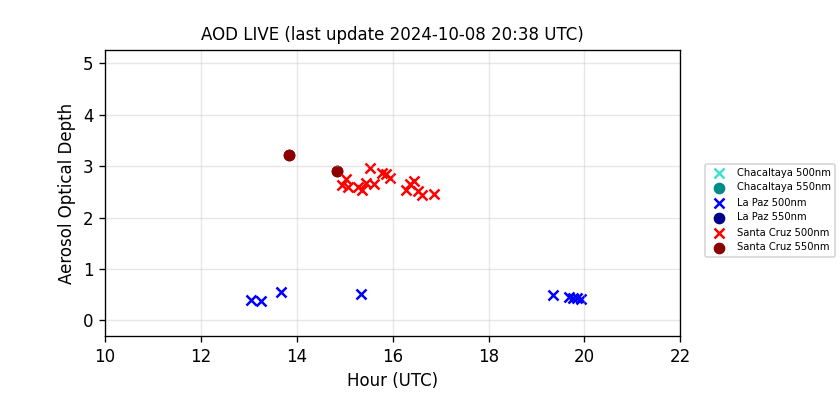 AOD LIVE (last update 2024-10-08 20:38 UTC)
Aerosol Optical Depth
5
4
3
2
1
0
10 12 14 16 18 20 22
Hour (UTC)
Chacaltaya 500nm
Chacaltaya 550nm
La Paz 500nm
La Paz 550nm
Santa Cruz 500nm
Santa Cruz 550nm